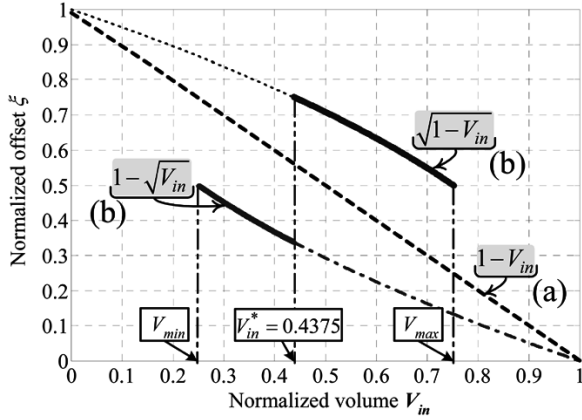 1
0.9
0.8
0.7
0.6
0.5
0.4
0.3
0.2
0.1
0
Normalized offset ξ
√1−V_in
(b)
1−√V_in
(b)
1−V_in
(a)
V_min
V*_in = 0.4375
V_max
0 0.1 0.2 0.3 0.4 0.5 0.6 0.7 0.8 0.9 1
Normalized volume V_in